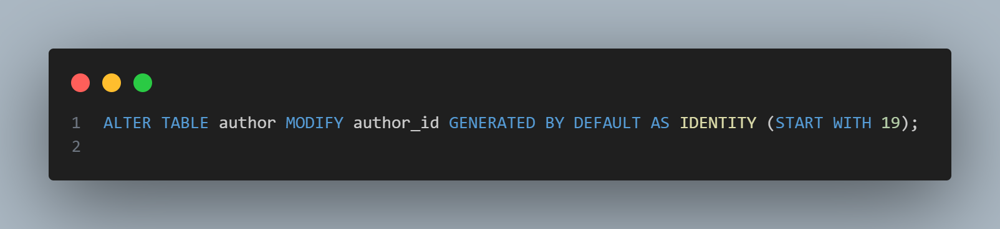 1 ALTER TABLE author MODIFY author_id GENERATED BY DEFAULT AS IDENTITY (START WITH 19);
2